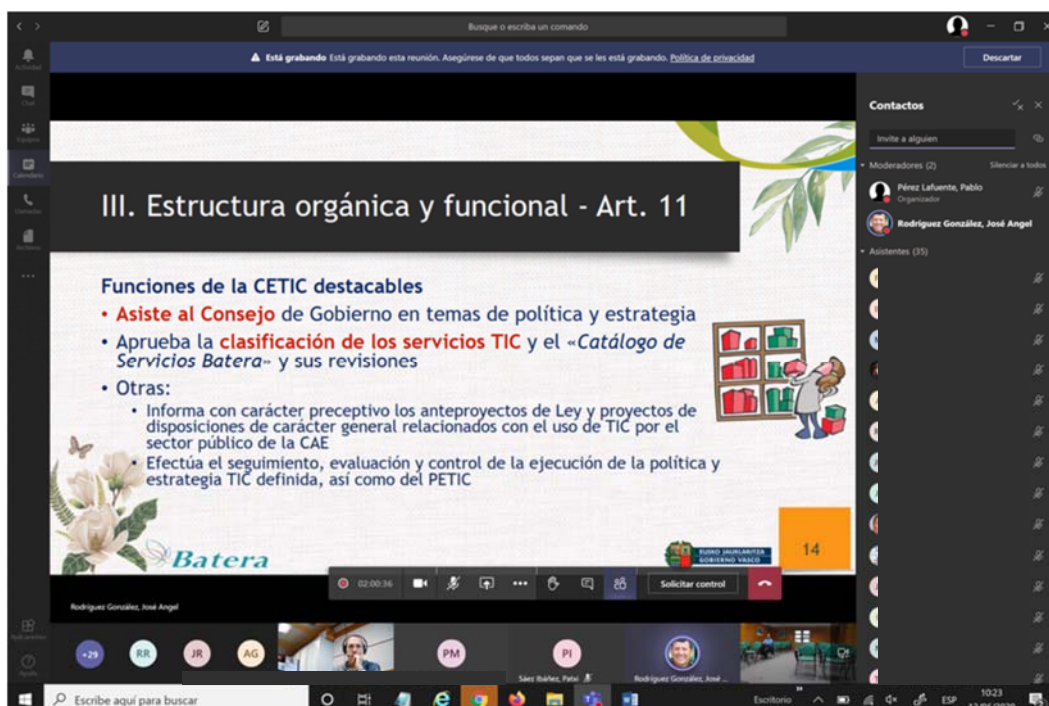 Busque o escriba un comando
Está grabando Está grabando esta reunión. Asegúrese de que todos sepan que se les está grabando. Política de privacidad
Descartar
Actividad
Chat
Equipos
Calendario
Llamadas
Archivos
III. Estructura orgánica y funcional - Art. 11
Funciones de la CETIC destacables
• Asiste al Consejo de Gobierno en temas de política y estrategia
• Aprueba la clasificación de los servicios TIC y el «Catálogo de
Servicios Batera» y sus revisiones
• Otras:
• Informa con carácter preceptivo los anteproyectos de Ley y proyectos de
disposiciones de carácter general relacionados con el uso de TIC por el
sector público de la CAE
• Efectúa el seguimiento, evaluación y control de la ejecución de la política y
estrategia TIC definida, así como del PETIC
Batera
EUSKO JAURLARITZA
GOBIERNO VASCO
14
02:00:36
Solicitar control
Rodríguez González, José Angel
+29
RR
JR
AG
PM
PI
Sáez Ibáñez, Patxi
Rodríguez González, José ...
Contactos
Invite a alguien
Moderadores (2)
Silenciar a todos
Pérez Lafuente, Pablo
Organizador
Rodríguez González, José Angel
Asistentes (35)
Aplicaciones
Ayuda
Escribe aquí para buscar
Escritorio
ESP
10:23